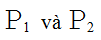 P₁ và P₂